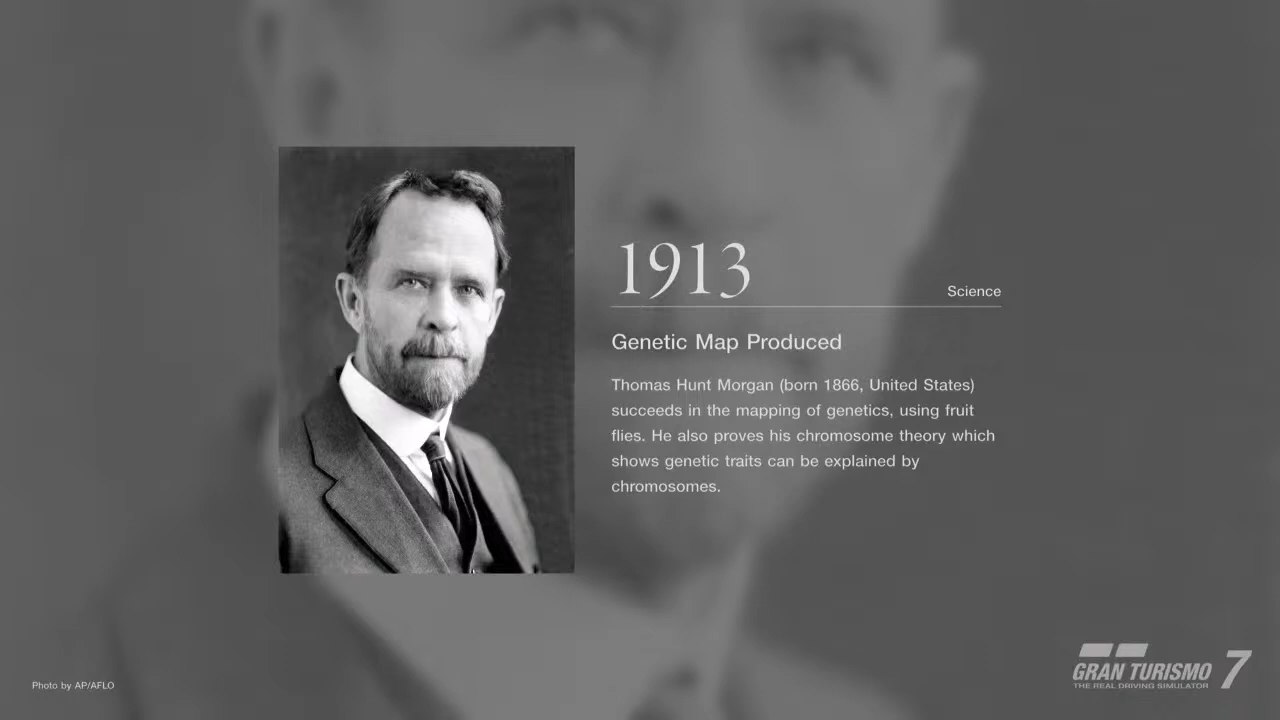 1913
Science
Genetic Map Produced
Thomas Hunt Morgan (born 1866, United States)
succeeds in the mapping of genetics, using fruit
flies. He also proves his chromosome theory which
shows genetic traits can be explained by
chromosomes.
Photo by AP/AFLO
GRAN TURISMO 7
THE REAL DRIVING SIMULATOR